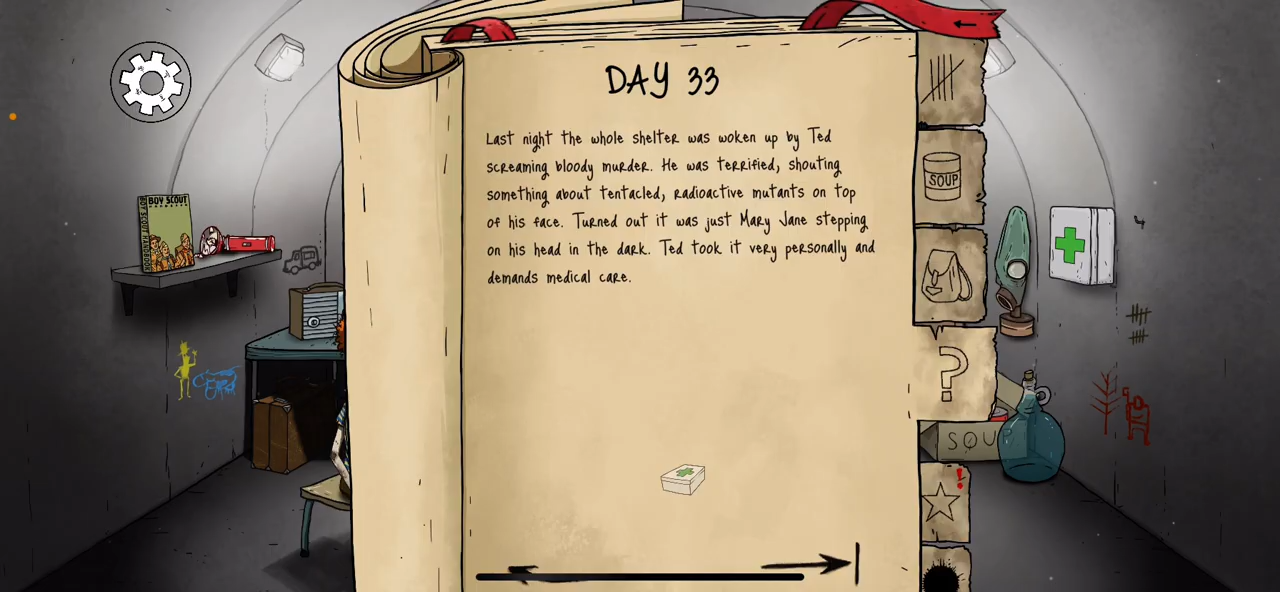 DAY 33
Last night the whole shelter was woken up by Ted
screaming bloody murder. He was terrified, shouting
something about tentacled, radioactive mutants on top
of his face. Turned out it was just Mary Jane stepping
on his head in the dark. Ted took it very personally and
demands medical care.
BOY SCOUT
SOUP
?
!
SOU